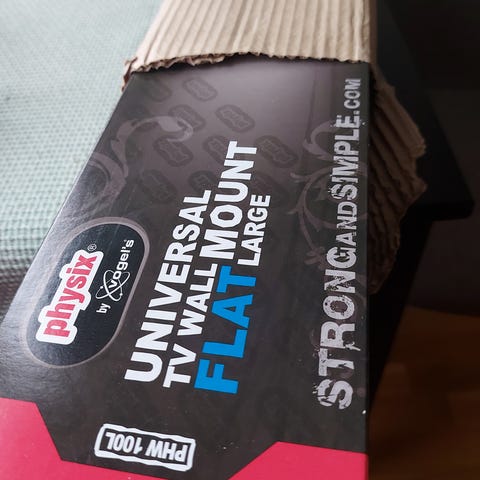 physix®
by vogel's
UNIVERSAL
TV WALL MOUNT
FLAT LARGE
STRONGANDSIMPLE.COM
PHW 100L